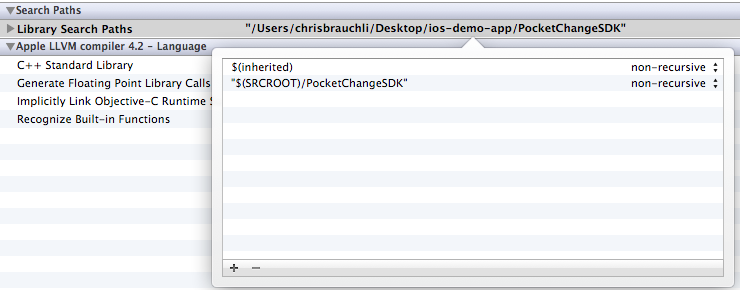 Search Paths
Library Search Paths "/Users/chrisbrauchli/Desktop/ios-demo-app/PocketChangeSDK"
Apple LLVM compiler 4.2 - Language
C++ Standard Library
Generate Floating Point Library Calls
Implicitly Link Objective-C Runtime
Recognize Built-in Functions
$(inherited) non-recursive
"$(SRCROOT)/PocketChangeSDK" non-recursive